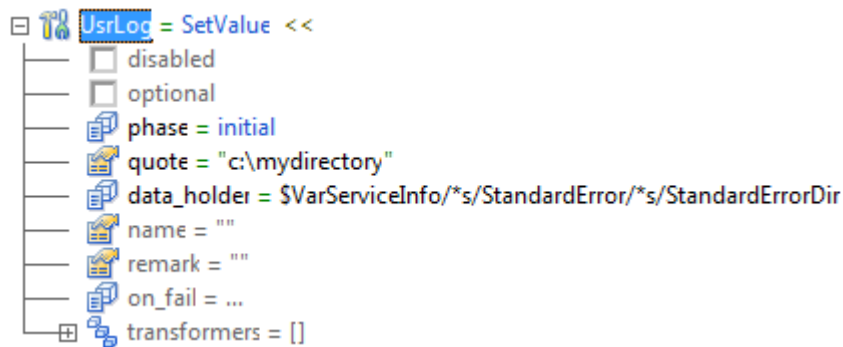 UsrLog = SetValue <<
disabled
optional
phase = initial
quote = "c:\mydirectory"
data_holder = $VarServiceInfo/*s/StandardError/*s/StandardErrorDir
name = ""
remark = ""
on_fail = ...
transformers = []